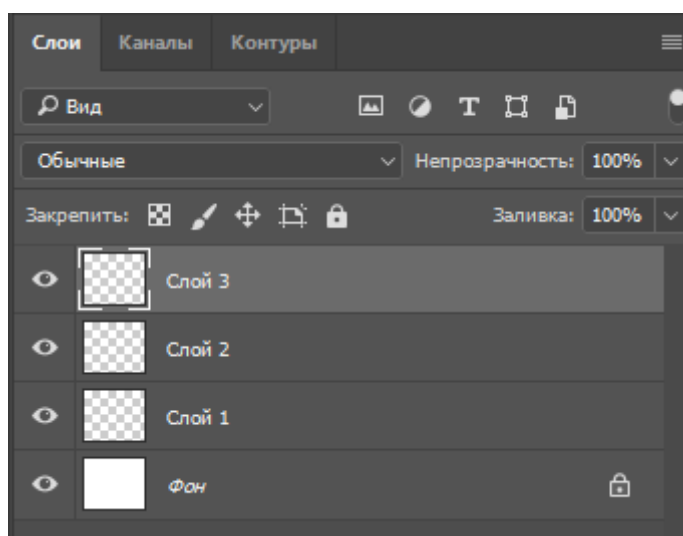 Слои Каналы Контуры
Вид
Обычные Непрозрачность: 100%
Закрепить: Заливка: 100%
Слой 3
Слой 2
Слой 1
Фон